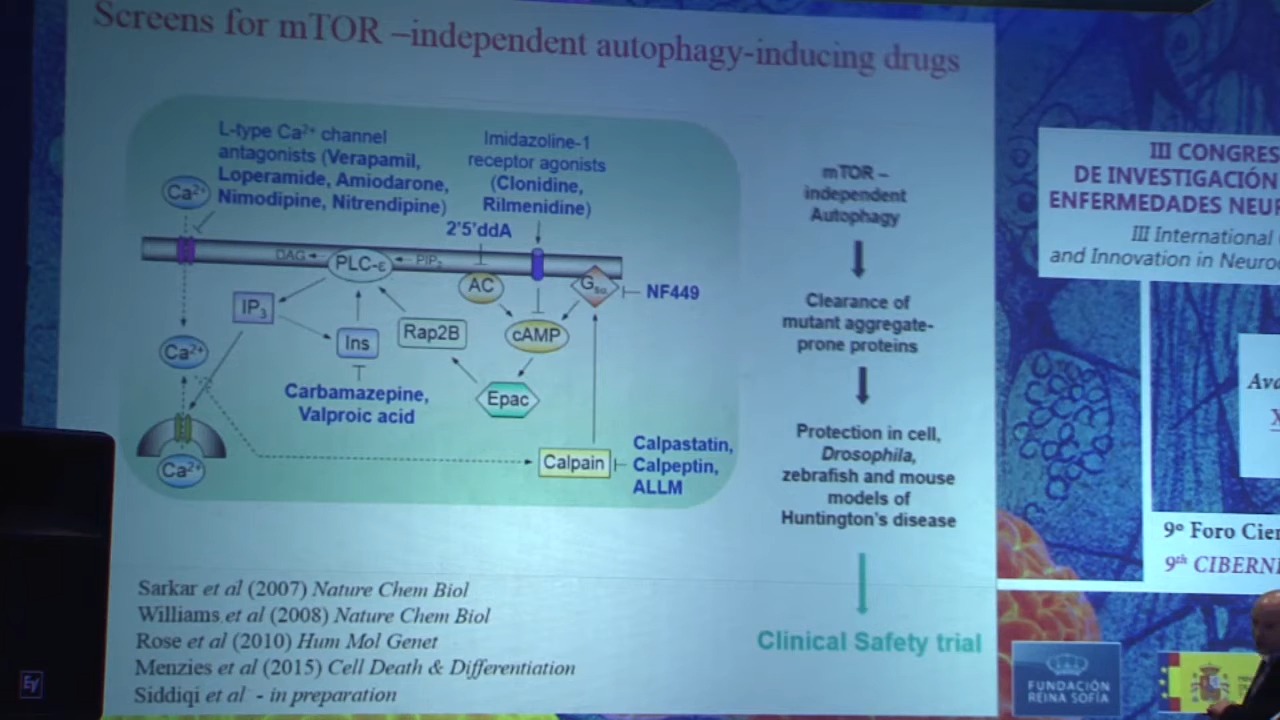 Screens for mTOR –independent autophagy-inducing drugs
L-type Ca²⁺ channel
antagonists (Verapamil,
Loperamide, Amiodarone,
Nimodipine, Nitrendipine)
Imidazoline-1
receptor agonists
(Clonidine,
Rilmenidine)
Ca²⁺
2'5'ddA
DAG
PLC-ε
PIP₂
AC
Gsα
NF449
IP₃
Ins
Rap2B
cAMP
Ca²⁺
Carbamazepine,
Valproic acid
Epac
Ca²⁺
Calpain
Calpastatin,
Calpeptin,
ALLM
mTOR –
independent
Autophagy
Clearance of
mutant aggregate-
prone proteins
Protection in cell,
Drosophila,
zebrafish and mouse
models of
Huntington's disease
Clinical Safety trial
Sarkar et al (2007) Nature Chem Biol
Williams et al (2008) Nature Chem Biol
Rose et al (2010) Hum Mol Genet
Menzies et al (2015) Cell Death & Differentiation
Siddiqi et al - in preparation
III CONGRES
DE INVESTIGACIÓN
ENFERMEDADES NEU
III International
and Innovation in Neuro
Ava
X
9º Foro Cien
9th CIBERNE
FUNDACIÓN
REINA SOFÍA
EV